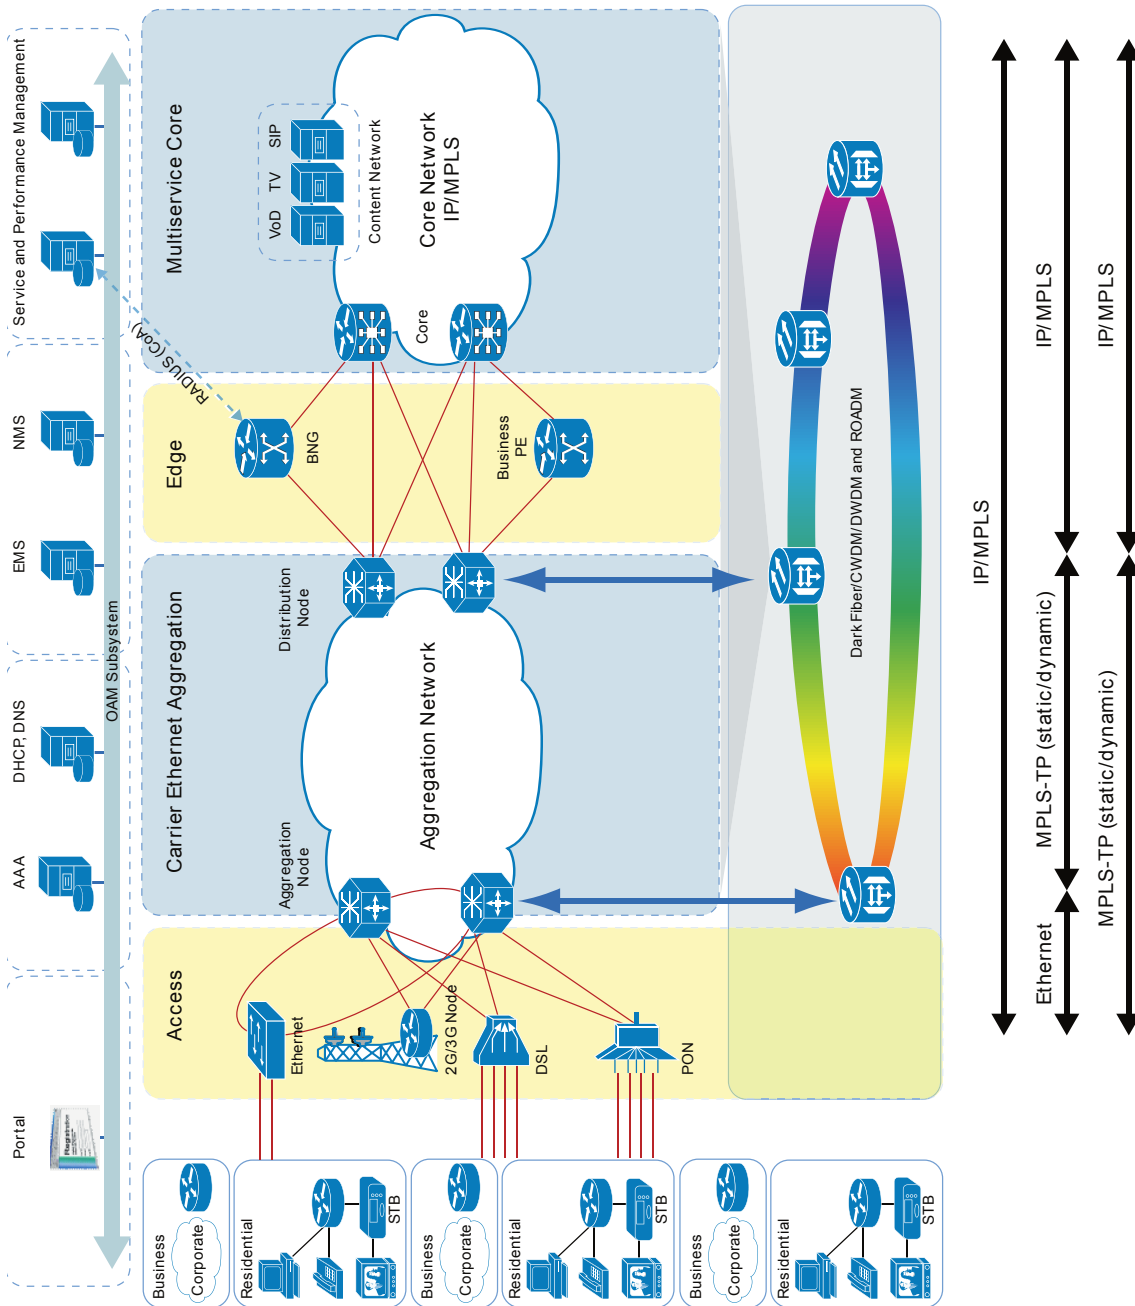 Portal
AAA
DHCP, DNS
EMS
NMS
Service and Performance Management
Registration
OAM Subsystem
RADIUS (CoA)
Access
Carrier Ethernet Aggregation
Edge
Multiservice Core
Business
Corporate
Residential
STB
Business
Corporate
Residential
STB
Business
Corporate
Residential
STB
Ethernet
2G/3G Node
DSL
PON
Aggregation
Node
Aggregation Network
Distribution
Node
BNG
Business
PE
VoD
TV
SIP
Content Network
Core
Core Network
IP/MPLS
Dark Fiber/CWDM/DWDM and ROADM
IP/MPLS
Ethernet
MPLS-TP (static/dynamic)
IP/MPLS
MPLS-TP (static/dynamic)
IP/MPLS